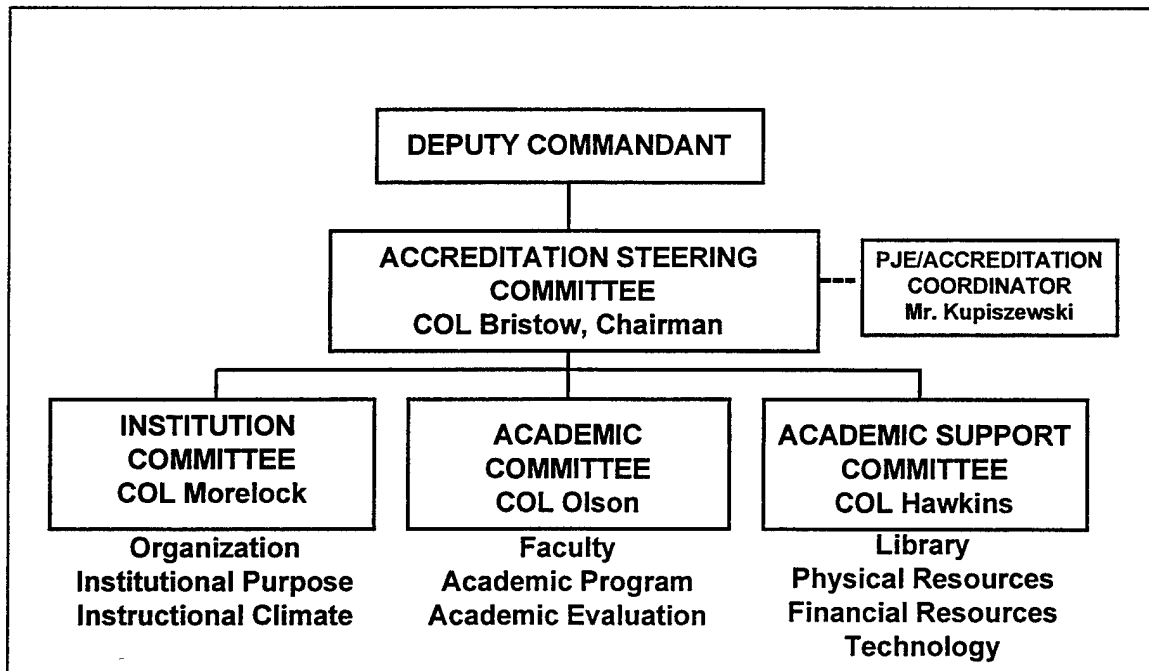 DEPUTY COMMANDANT
ACCREDITATION STEERING
COMMITTEE
COL Bristow, Chairman
PJE/ACCREDITATION
COORDINATOR
Mr. Kupiszewski
INSTITUTION
COMMITTEE
COL Morelock
Organization
Institutional Purpose
Instructional Climate
ACADEMIC
COMMITTEE
COL Olson
Faculty
Academic Program
Academic Evaluation
ACADEMIC SUPPORT
COMMITTEE
COL Hawkins
Library
Physical Resources
Financial Resources
Technology